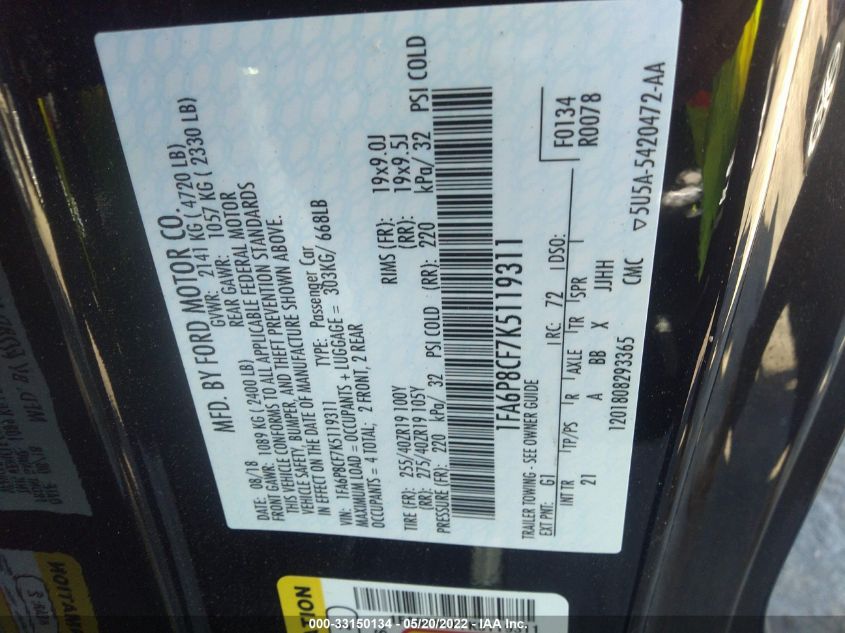 MFD. BY FORD MOTOR CO.
DATE: 08/18 GVWR: 2141 KG ( 4720 LB)
FRONT GAWR: 1089 KG ( 2400 LB) REAR GAWR: 1057 KG ( 2330 LB)
THIS VEHICLE CONFORMS TO ALL APPLICABLE FEDERAL MOTOR
VEHICLE SAFETY, BUMPER, AND THEFT PREVENTION STANDARDS
IN EFFECT ON THE DATE OF MANUFACTURE SHOWN ABOVE.
VIN: 1FA6P8CF7K5119311 TYPE: Passenger Car
MAXIMUM LOAD = OCCUPANTS + LUGGAGE = 303KG/ 668LB
OCCUPANTS = 4 TOTAL; 2 FRONT, 2 REAR
TIRE (FR): 255/40ZR19 100Y RIMS (FR): 19x9.0J
(RR): 275/40ZR19 105Y (RR): 19x9.5J
PRESSURE (FR): 220 kPa/ 32 PSI COLD (RR): 220 kPa/ 32 PSI COLD
1FA6P8CF7K5119311
TRAILER TOWING - SEE OWNER GUIDE
F0134
R0078
EXT PNT: G1 RC: 72 DSO:
INT TR TP/PS R AXLE TR SPR
21 A BB X JJHH
1201808293365 CMC ▽5U5A-5420472-AA
000-33150134 — 05/20/2022 — IAA Inc.